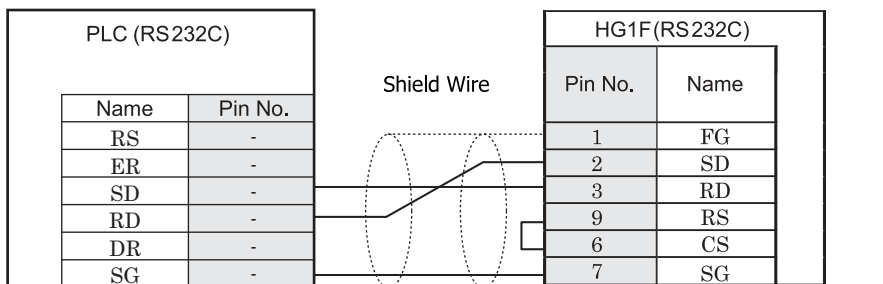 PLC (RS232C)
HG1F(RS232C)
Shield Wire
Pin No. Name
Name Pin No.
RS - 1 FG
ER - 2 SD
SD - 3 RD
RD - 9 RS
DR - 6 CS
SG - 7 SG